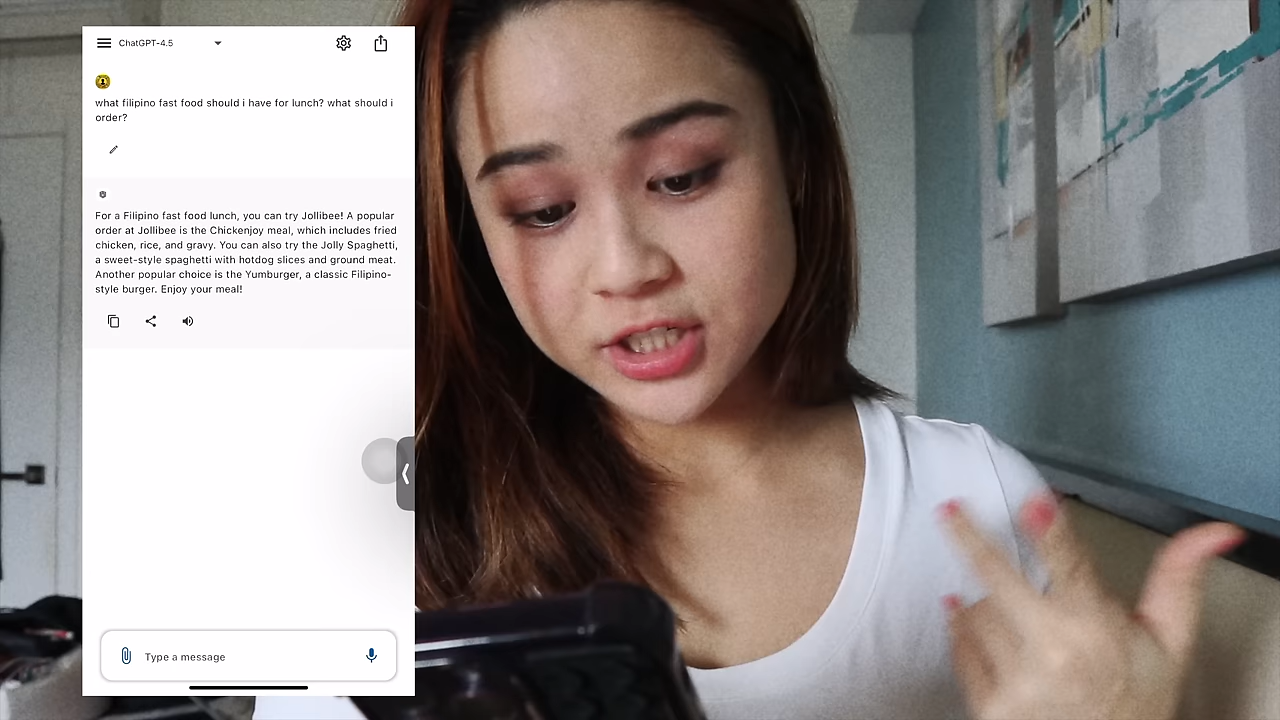 ChatGPT-4.5
what filipino fast food should i have for lunch? what should i
order?
For a Filipino fast food lunch, you can try Jollibee! A popular
order at Jollibee is the Chickenjoy meal, which includes fried
chicken, rice, and gravy. You can also try the Jolly Spaghetti,
a sweet-style spaghetti with hotdog slices and ground meat.
Another popular choice is the Yumburger, a classic Filipino-
style burger. Enjoy your meal!
Type a message